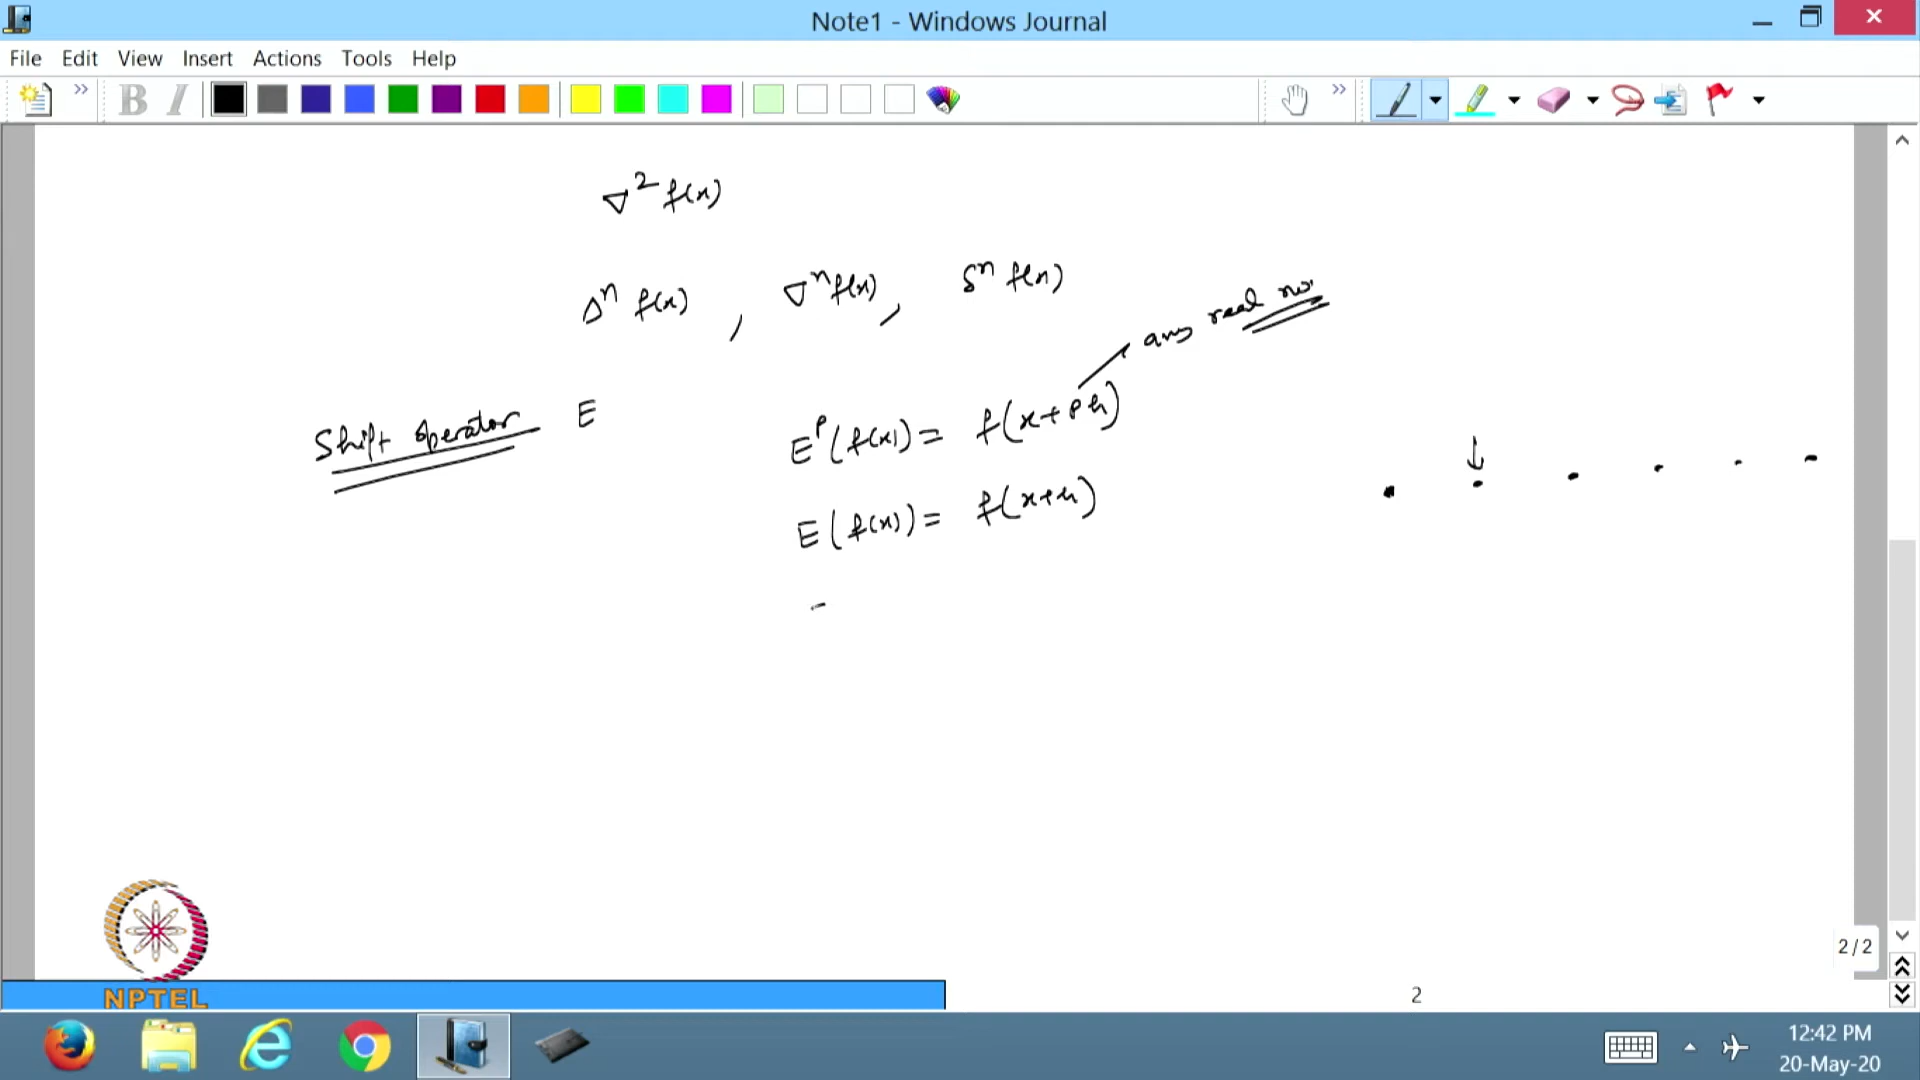 Note1 - Windows Journal
File Edit View Insert Actions Tools Help
B I
∇² f(x)
Δⁿ f(x) , ∇ⁿ f(x) , δⁿ f(x)
any real no.
Shift operator E
Eᵖ(f(x)) = f(x+ph)
E(f(x)) = f(x+h)
2 / 2
NPTEL
2
12:42 PM
20-May-20